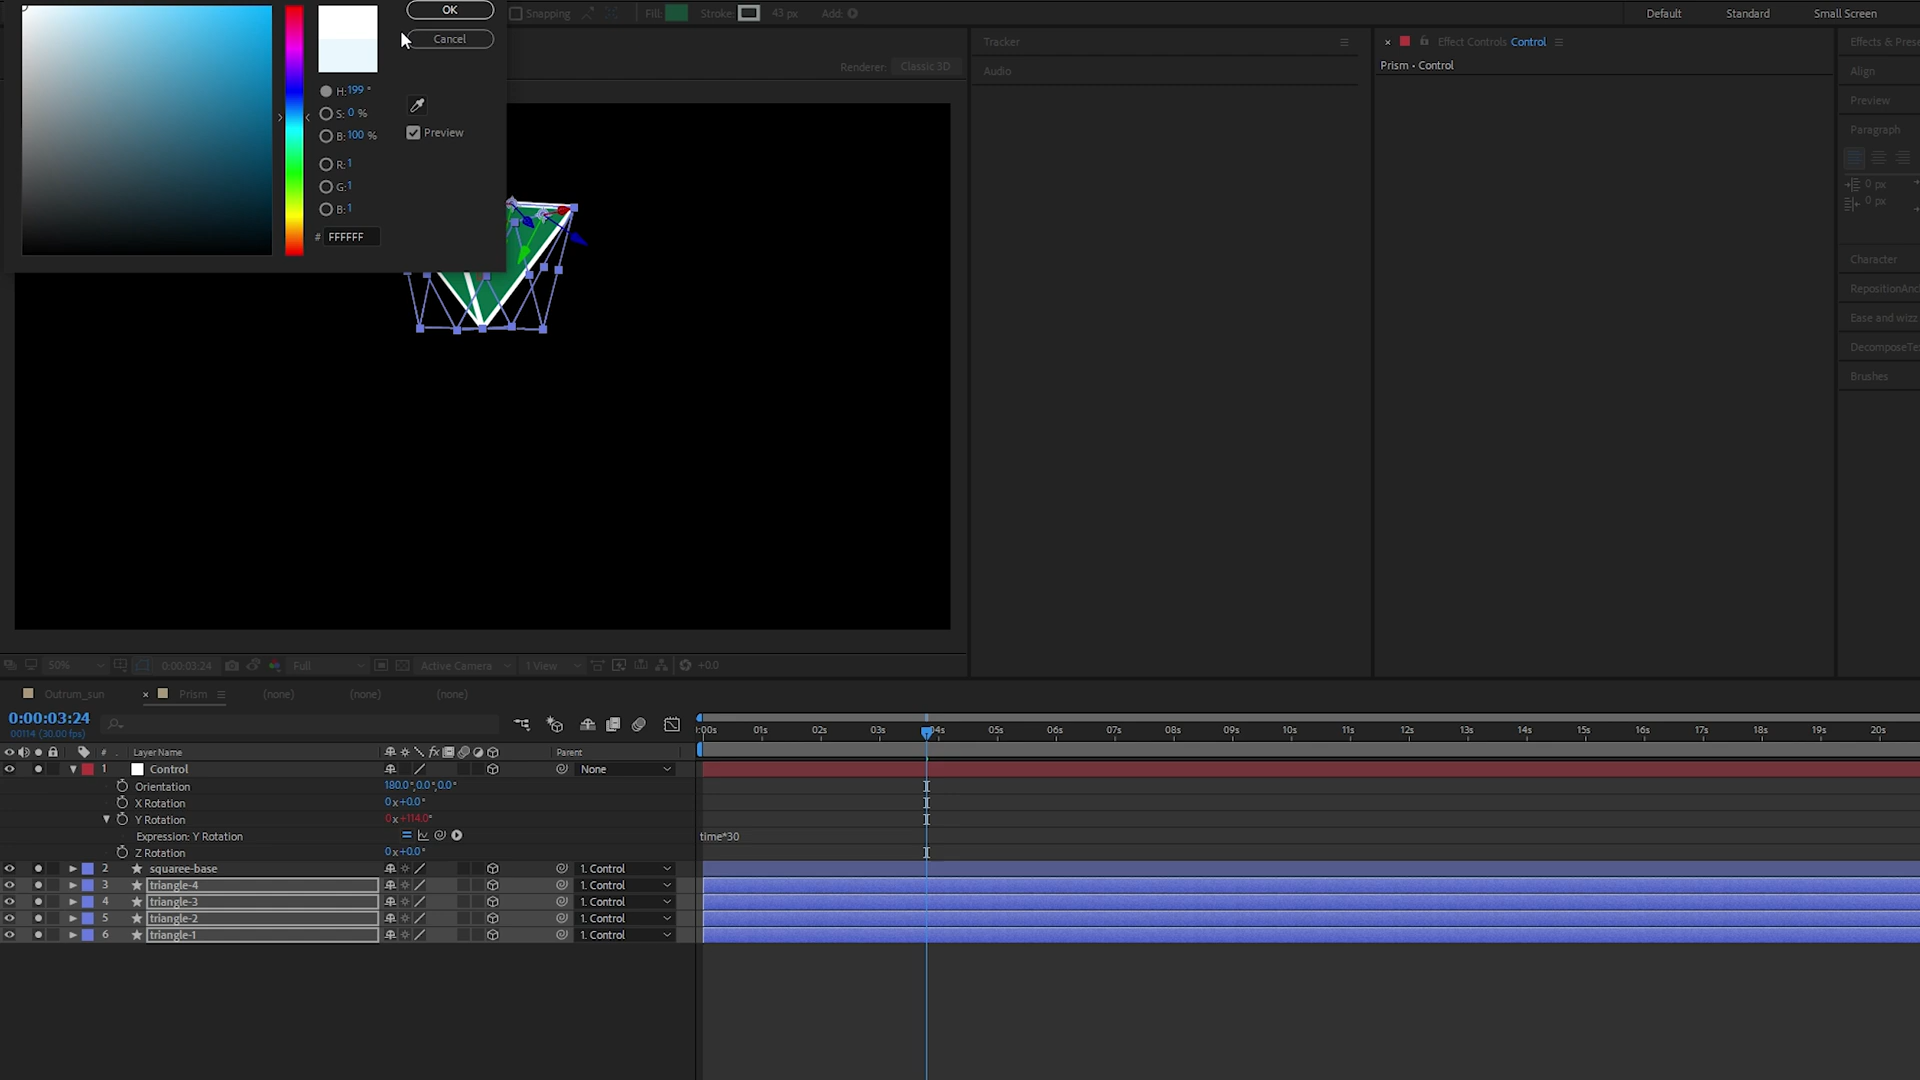 OK
Cancel
H: 199 °
S: 0 %
B: 100 %
R: 1
G: 1
B: 1
# FFFFFF
Preview
Snapping
Fill:
Stroke:
43 px
Add:
Default
Standard
Small Screen
Renderer:
Classic 3D
Tracker
Audio
Effect Controls Control
Prism • Control
Effects & Pres
Align
Preview
Paragraph
0 px
0 px
Character
RepositionAnc
Ease and wizz
DecomposeTe
Brushes
50%
0:00:03:24
Full
Active Camera
1 View
+0.0
Outrum_sun
Prism
(none)
(none)
(none)
0:00:03:24
00114 (30.00 fps)
# . Layer Name
fx
Parent
:00s 01s 02s 03s 04s 05s 06s 07s 08s 09s 10s 11s 12s 13s 14s 15s 16s 17s 18s 19s 20s
1 Control None
Orientation 180.0°,0.0°,0.0°
X Rotation 0x+0.0°
Y Rotation 0x+114.0°
Expression: Y Rotation time*30
Z Rotation 0x+0.0°
2 squaree-base 1. Control
3 triangle-4 1. Control
4 triangle-3 1. Control
5 triangle-2 1. Control
6 triangle-1 1. Control